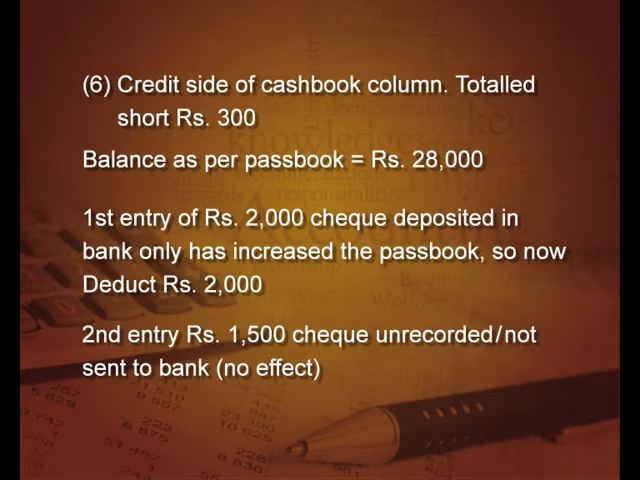 (6) Credit side of cashbook column. Totalled
short Rs. 300
Balance as per passbook = Rs. 28,000
1st entry of Rs. 2,000 cheque deposited in
bank only has increased the passbook, so now
Deduct Rs. 2,000
2nd entry Rs. 1,500 cheque unrecorded/not
sent to bank (no effect)